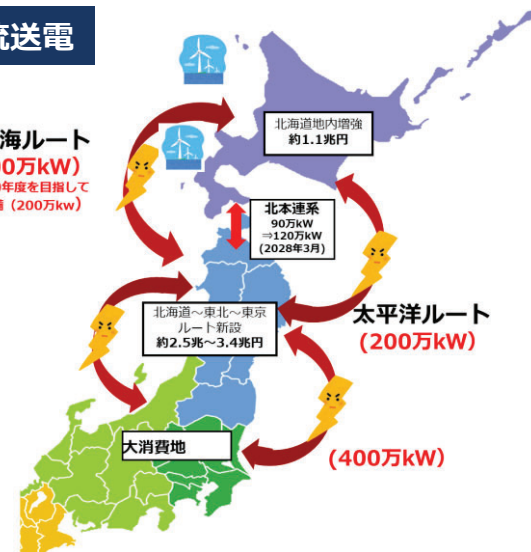 流送電
海ルート
00万kW）
0年度を目指して
備（200万kw）
北海道地内増強
約1.1兆円
北本連系
90万kW
⇒120万kW
(2028年3月)
北海道～東北～東京
ルート新設
約2.5兆～3.4兆円
太平洋ルート
(200万kW)
大消費地
(400万kW)